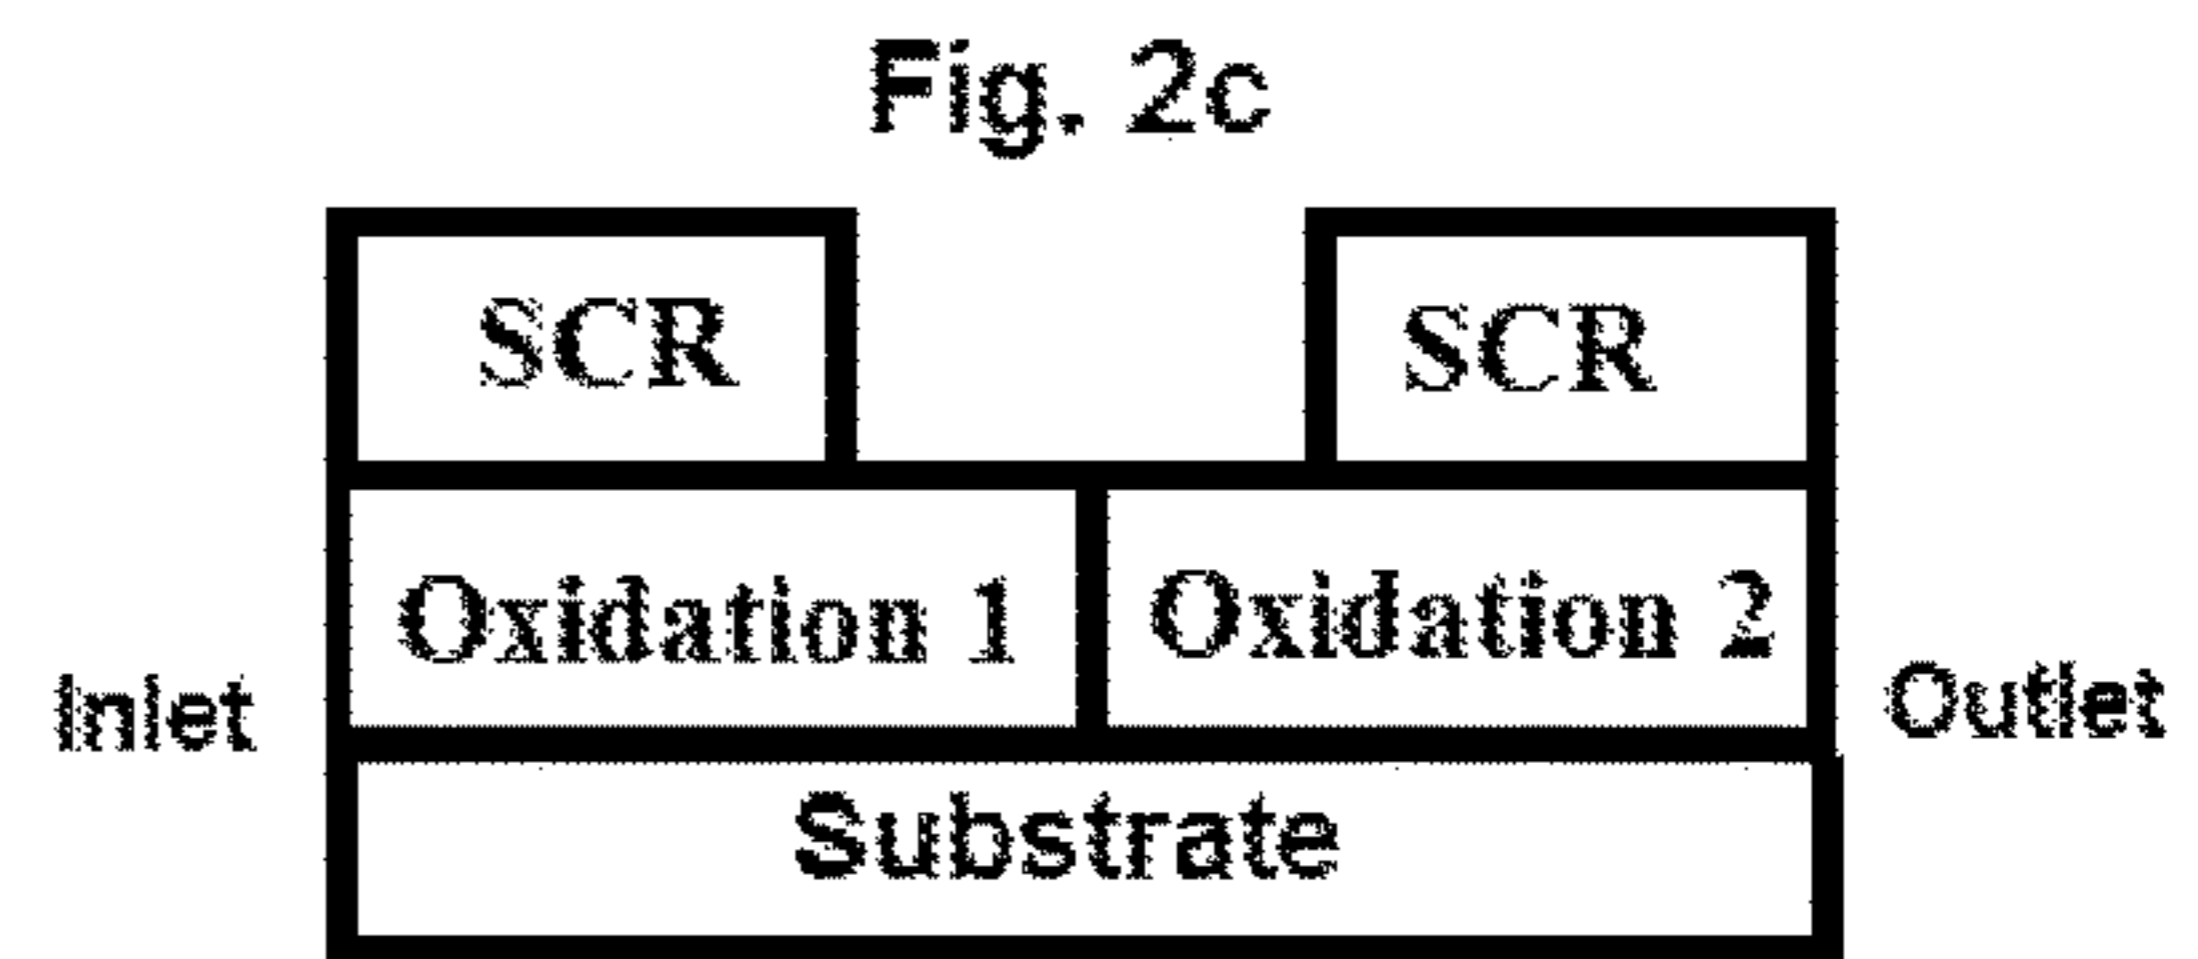 Fig. 2c
SCR SCR
Oxidation 1 Oxidation 2
Inlet Outlet
Substrate